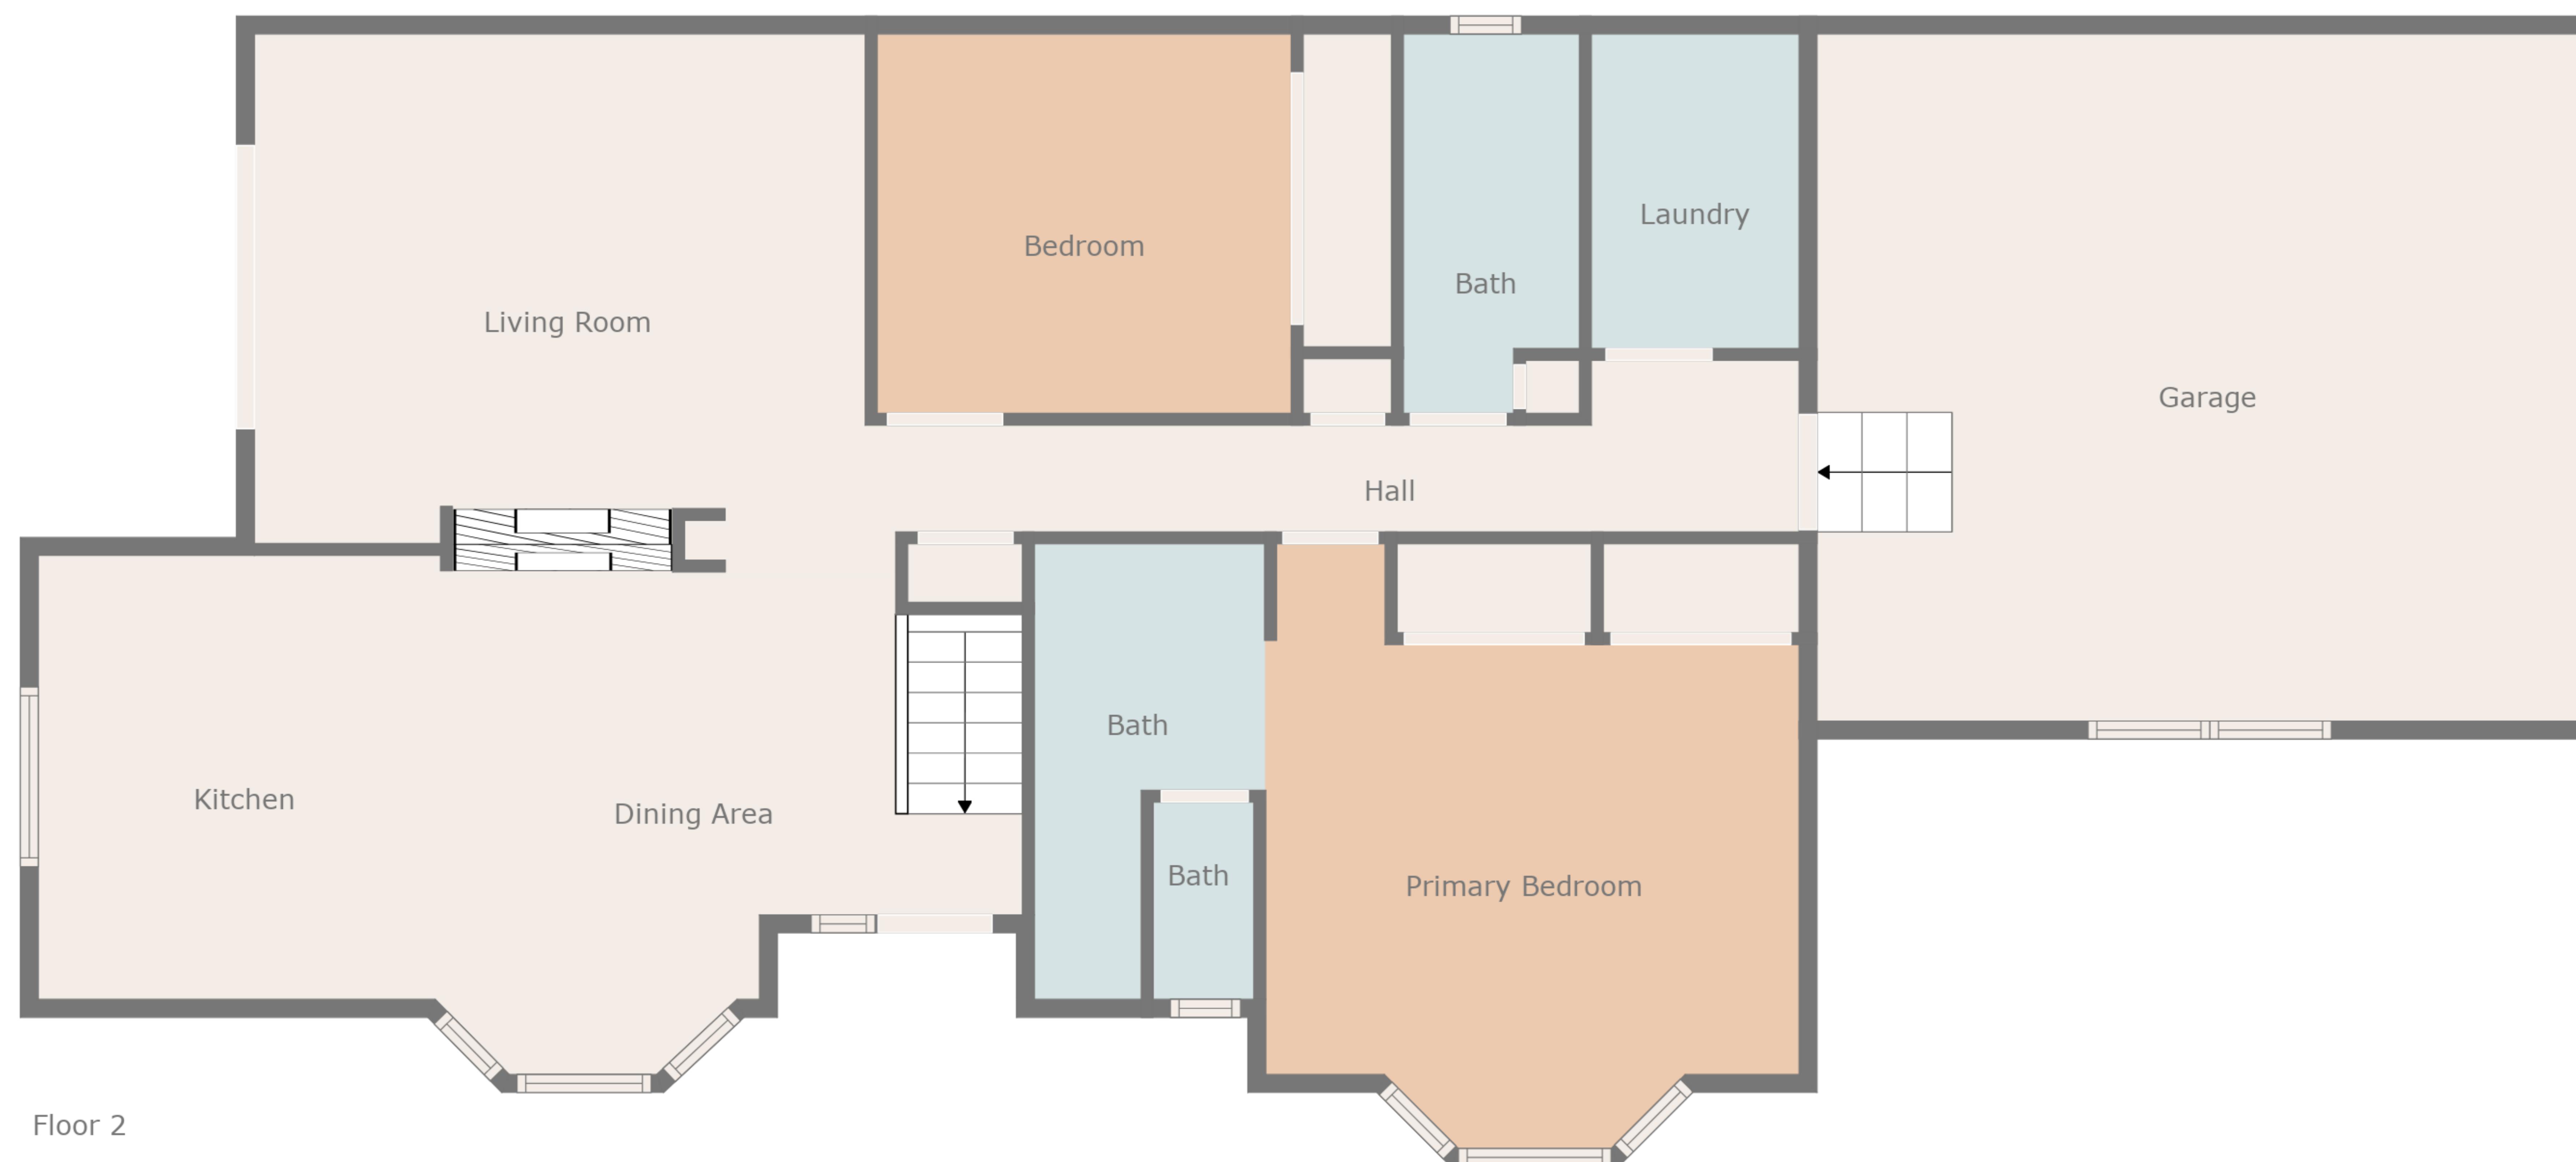 Laundry
Bedroom
Bath
Living Room
Garage
Hall
Bath
Kitchen
Dining Area
Bath
Primary Bedroom
Floor 2